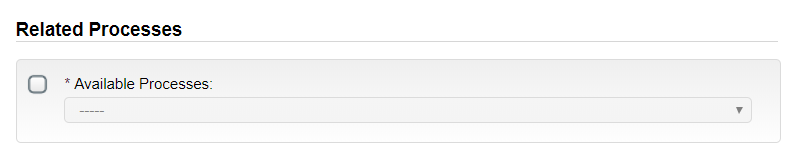 Related Processes
* Available Processes:
-----